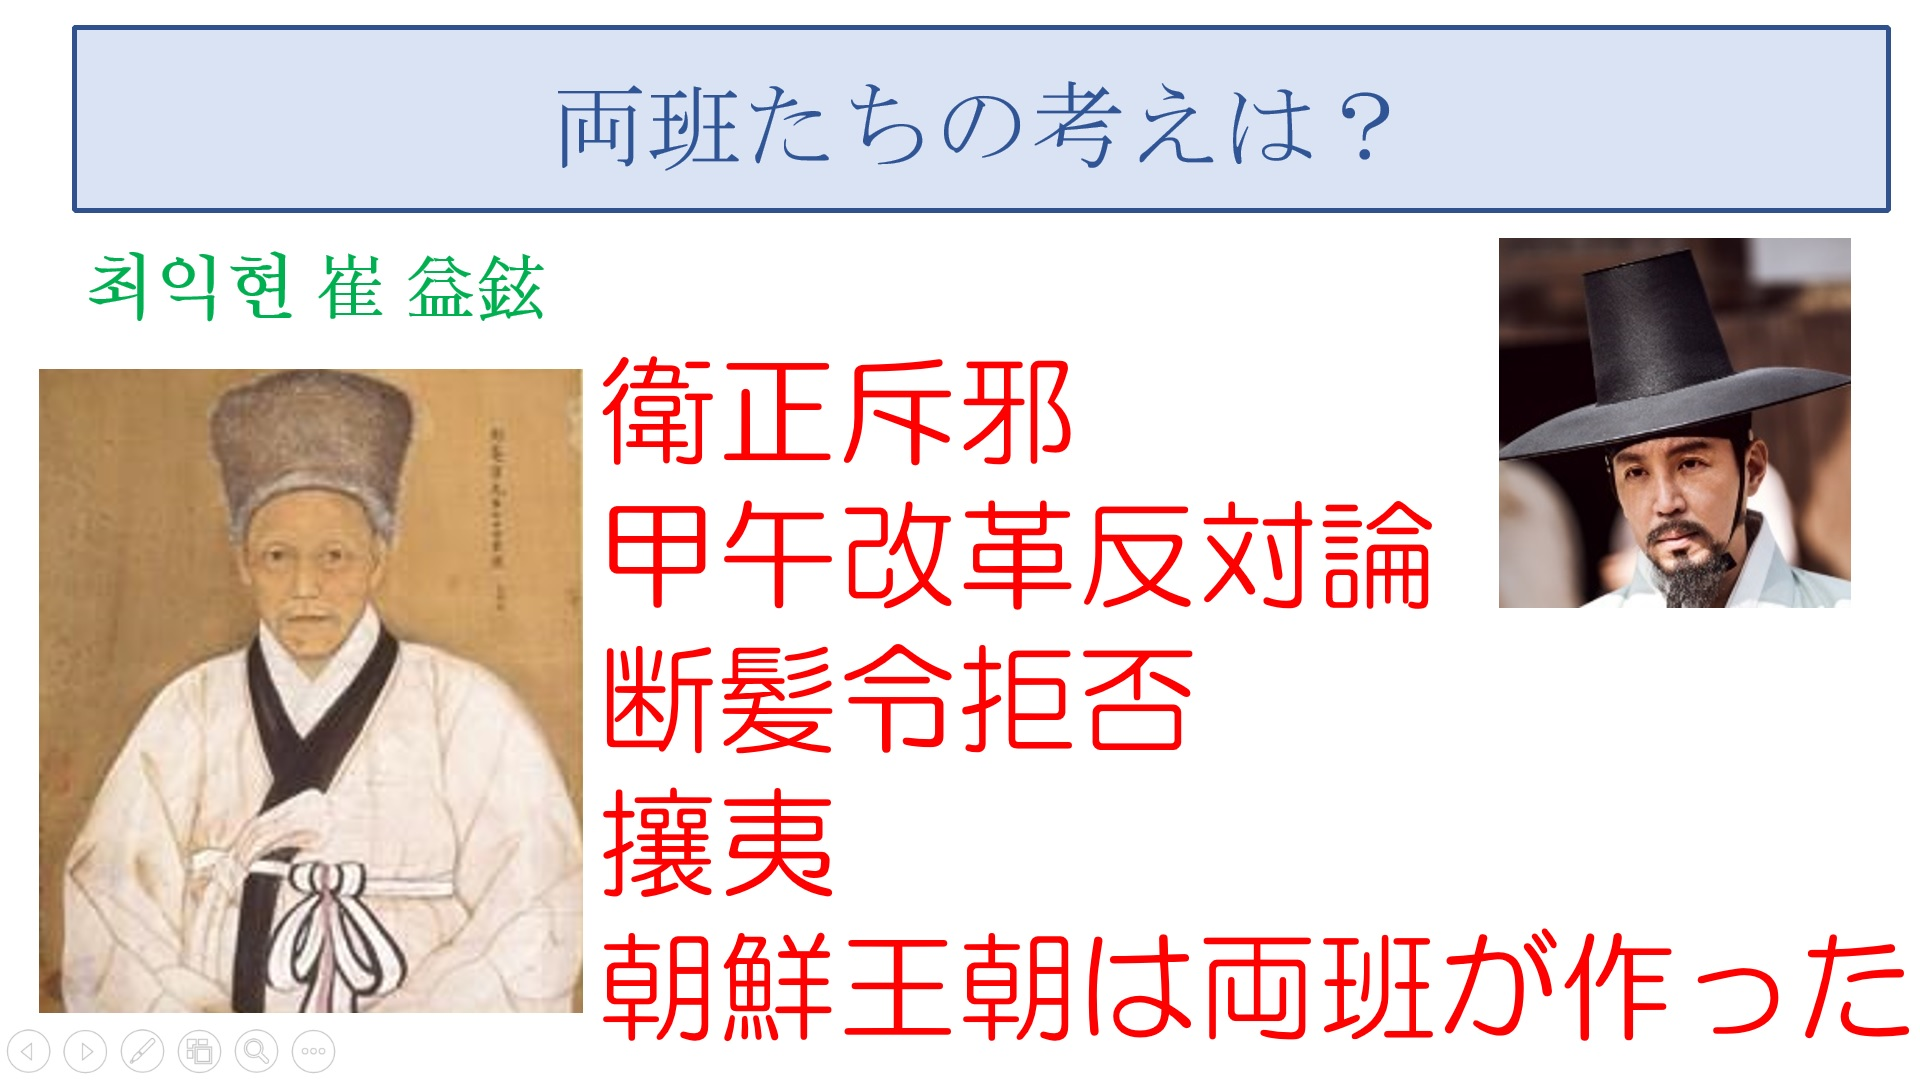 両班たちの考えは？
최익현 崔 益鉉
衛正斥邪
甲午改革反対論
断髪令拒否
攘夷
朝鮮王朝は両班が作った